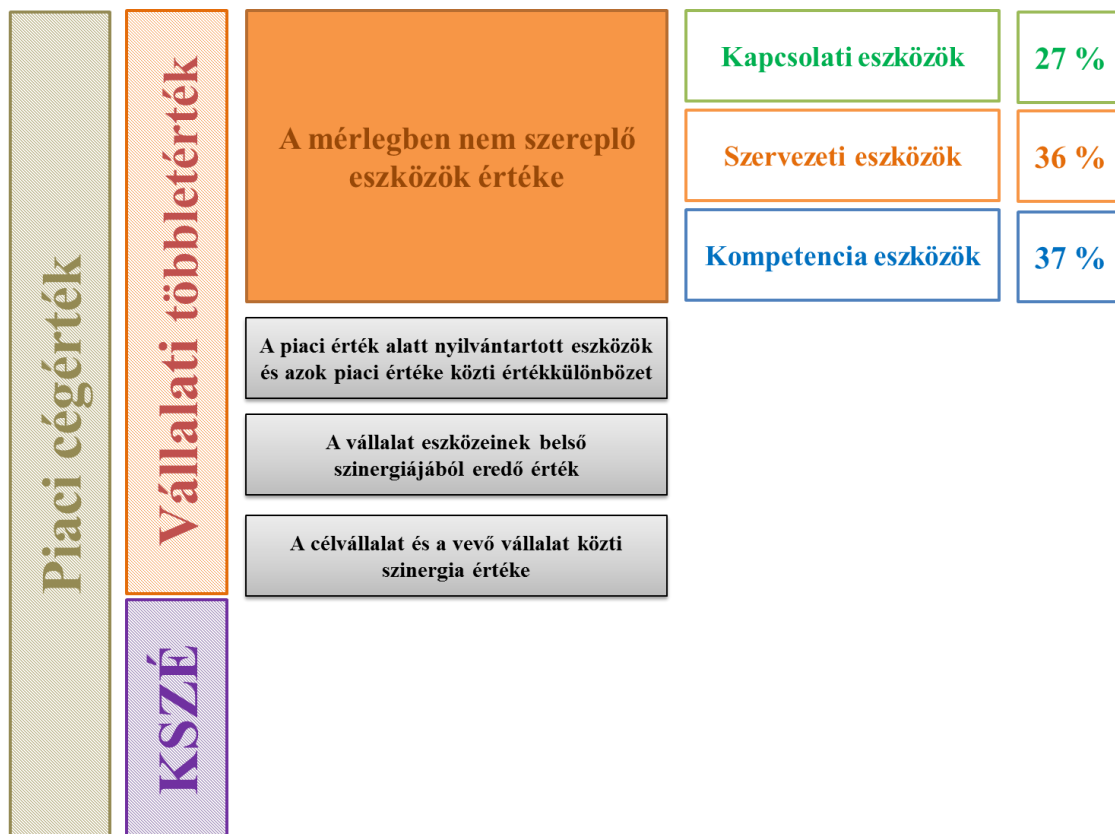 Piaci cégérték
Vállalati többletérték
KSZÉ
A mérlegben nem szereplő
eszközök értéke
Kapcsolati eszközök
27 %
Szervezeti eszközök
36 %
Kompetencia eszközök
37 %
A piaci érték alatt nyilvántartott eszközök
és azok piaci értéke közti értékkülönbözet
A vállalat eszközeinek belső
szinergiájából eredő érték
A célvállalat és a vevő vállalat közti
szinergia értéke